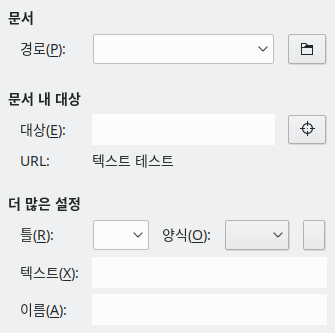 문서
경로(P):
문서 내 대상
대상(E):
URL: 텍스트 테스트
더 많은 설정
틀(R): 양식(O):
텍스트(X):
이름(A):